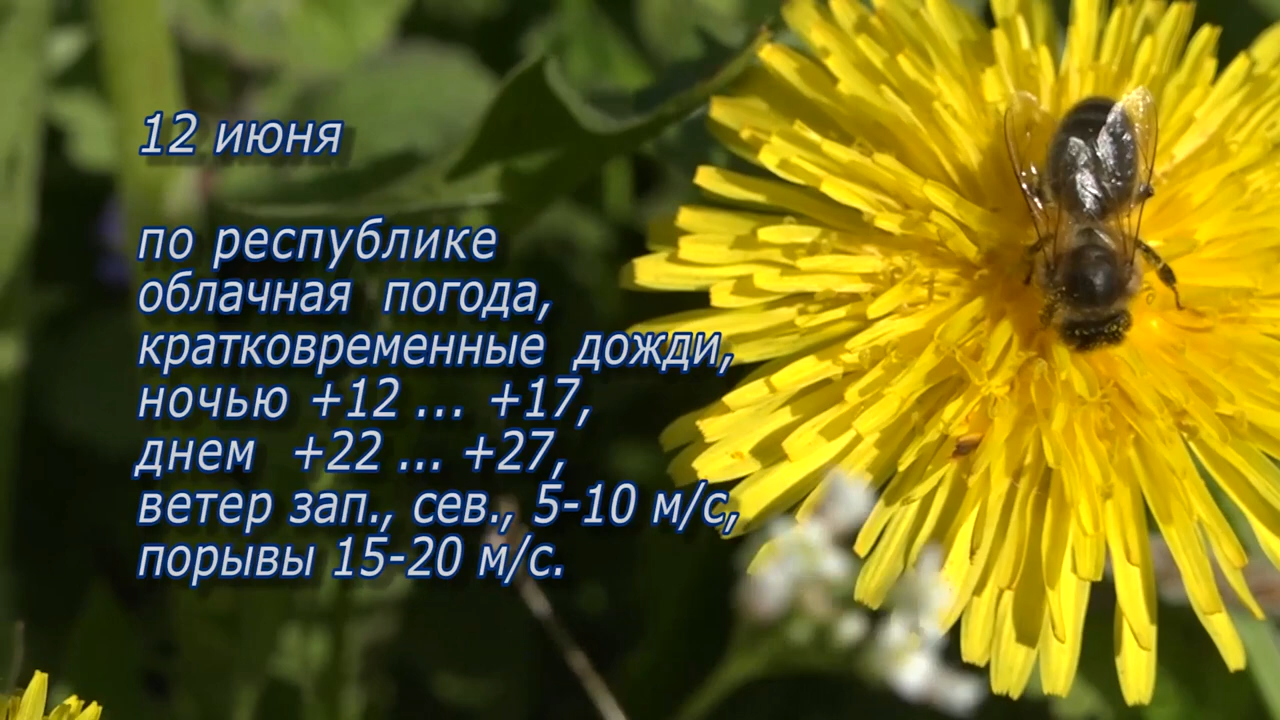 12 июня
по республике
облачная погода,
кратковременные дожди,
ночью +12 ... +17,
днем +22 ... +27,
ветер зап., сев., 5-10 м/с,
порывы 15-20 м/с.